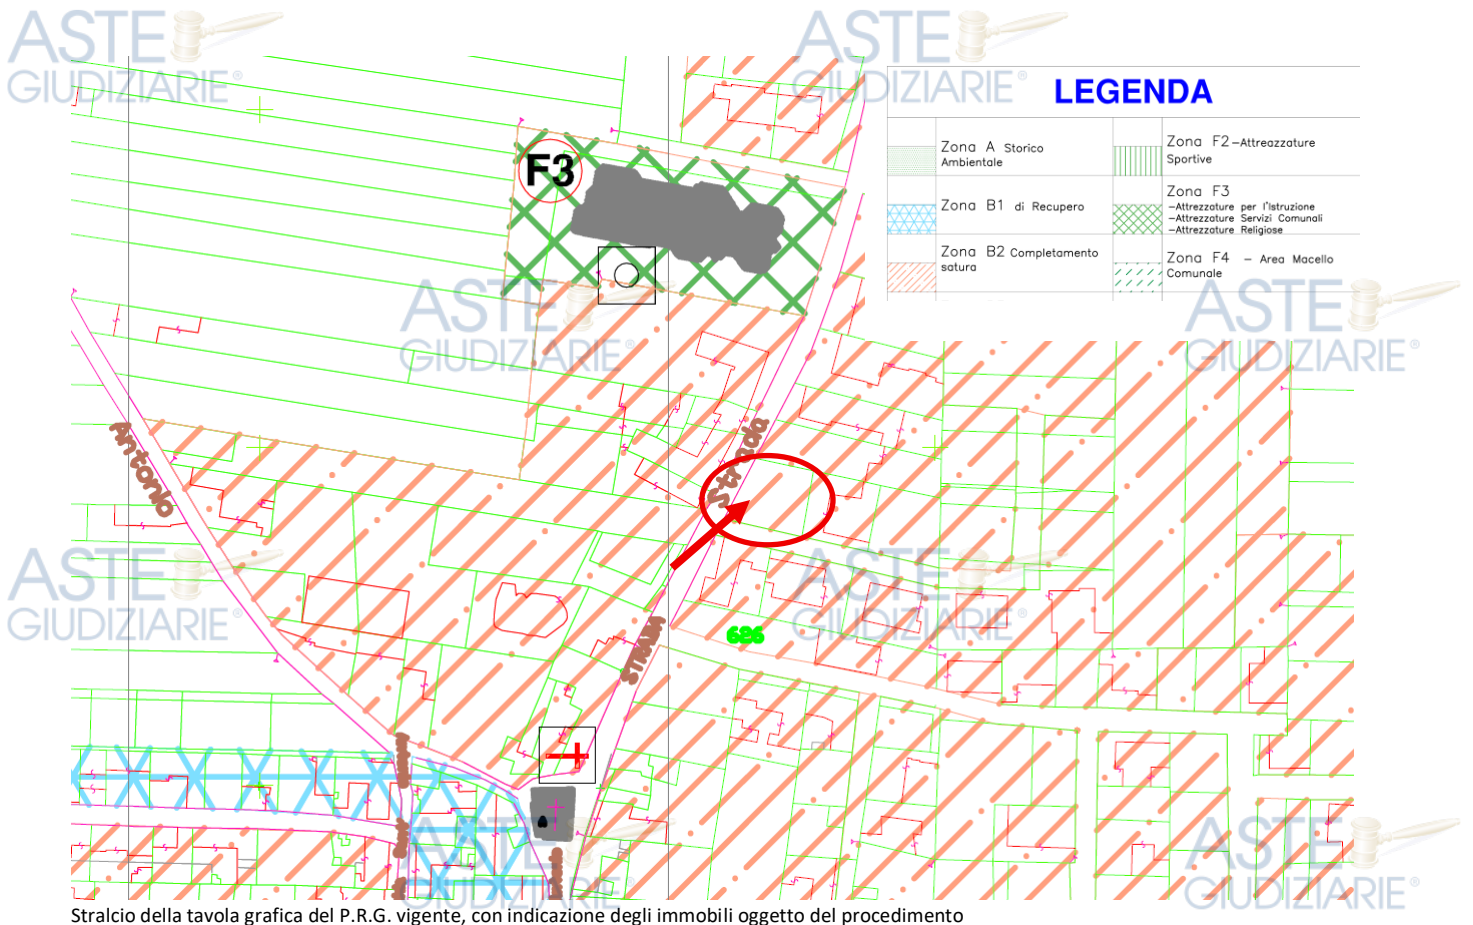 ASTE
GIUDIZIARIE®
ASTE
GIUDIZIARIE®
LEGENDA
Zona A Storico
Ambientale
Zona F2-Attreazzature
Sportive
Zona B1 di Recupero
Zona F3
-Attrezzature per l'Istruzione
-Attrezzature Servizi Comunali
-Attrezzature Religiose
Zona B2 Completamento
satura
Zona F4 - Area Macello
Comunale
F3
ASTE
GIUDIZIARIE®
ASTE
GIUDIZIARIE®
Antonio
Strada
ASTE
GIUDIZIARIE®
ASTE
GIUDIZIARIE®
686
STRADA
ASTE
GIUDIZIARIE®
ASTE
GIUDIZIARIE®
Stralcio della tavola grafica del P.R.G. vigente, con indicazione degli immobili oggetto del procedimento